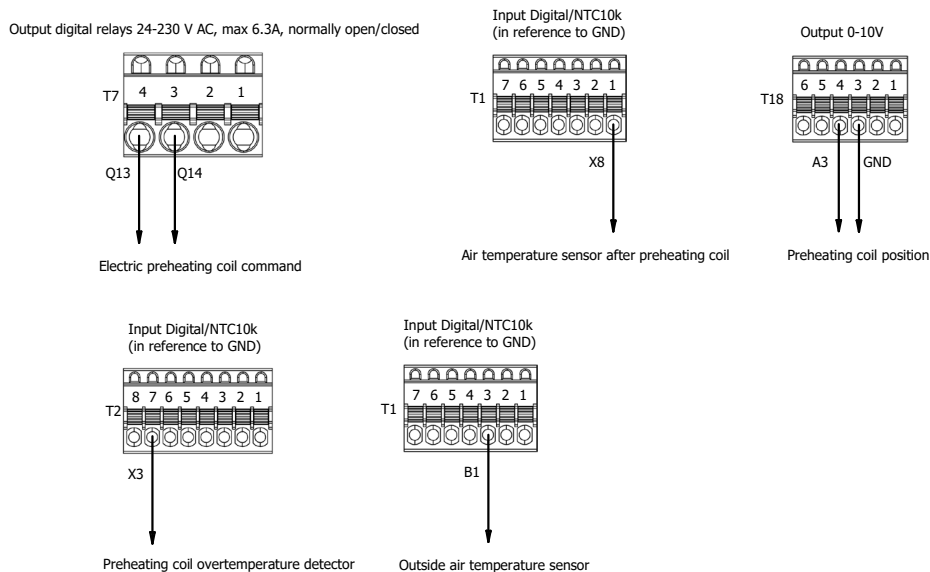 Output digital relays 24-230 V AC, max 6.3A, normally open/closed
T7
4 3 2 1
Q13
Q14
Electric preheating coil command
Input Digital/NTC10k
(in reference to GND)
T1
7 6 5 4 3 2 1
X8
Air temperature sensor after preheating coil
Output 0-10V
T18
6 5 4 3 2 1
A3
GND
Preheating coil position
Input Digital/NTC10k
(in reference to GND)
T2
8 7 6 5 4 3 2 1
X3
Preheating coil overtemperature detector
Input Digital/NTC10k
(in reference to GND)
T1
7 6 5 4 3 2 1
B1
Outside air temperature sensor